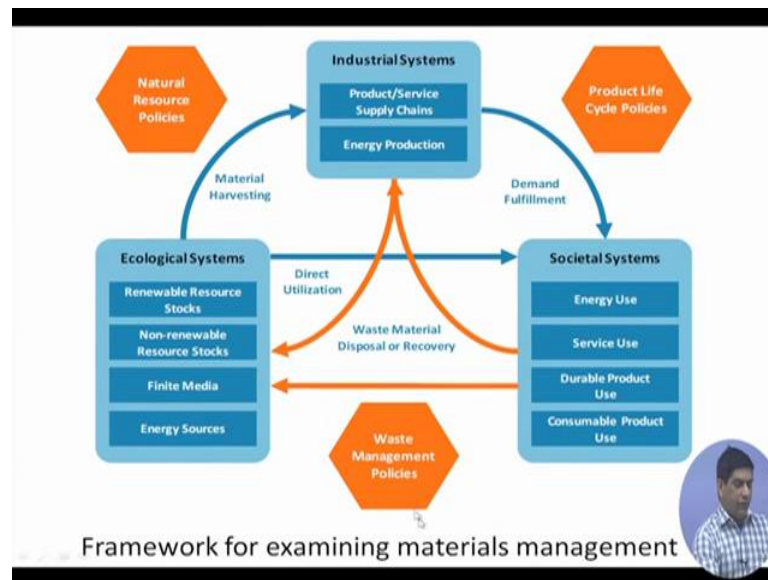 Natural
Resource
Policies
Industrial Systems
Product/Service
Supply Chains
Energy Production
Product Life
Cycle Policies
Material
Harvesting
Demand
Fulfillment
Ecological Systems
Renewable Resource
Stocks
Non-renewable
Resource Stocks
Finite Media
Energy Sources
Direct
Utilization
Waste Material
Disposal or Recovery
Societal Systems
Energy Use
Service Use
Durable Product
Use
Consumable Product
Use
Waste
Management
Policies
Framework for examining materials management